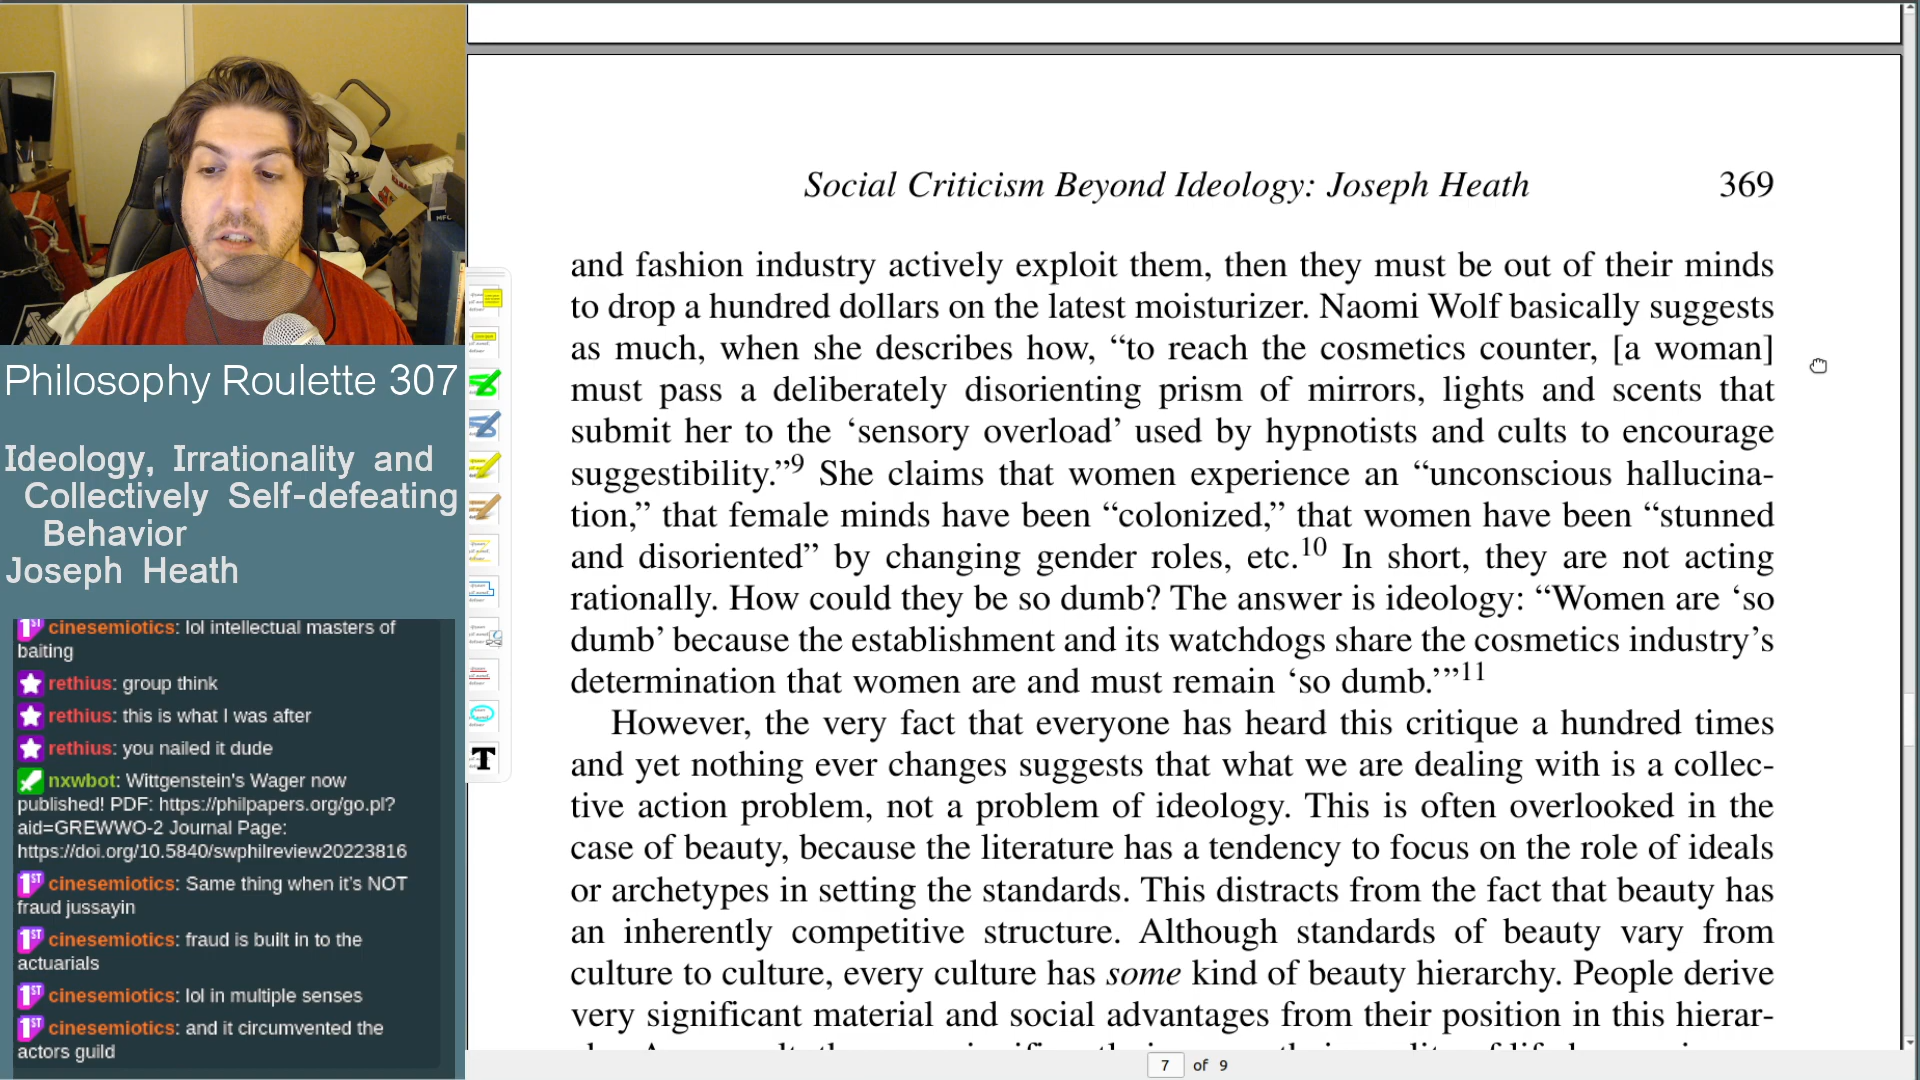 Philosophy Roulette 307
Ideology, Irrationality and
Collectively Self-defeating
Behavior
Joseph Heath
cinesemiotics: lol intellectual masters of
baiting
rethius: group think
rethius: this is what I was after
rethius: you nailed it dude
nxwbot: Wittgenstein's Wager now
published! PDF: https://philpapers.org/go.pl?
aid=GREWWO-2 Journal Page:
https://doi.org/10.5840/swphilreview20223816
1ST cinesemiotics: Same thing when it's NOT
fraud jussayin
1ST cinesemiotics: fraud is built in to the
actuarials
1ST cinesemiotics: lol in multiple senses
1ST cinesemiotics: and it circumvented the
actors guild
Social Criticism Beyond Ideology: Joseph Heath 369
and fashion industry actively exploit them, then they must be out of their minds
to drop a hundred dollars on the latest moisturizer. Naomi Wolf basically suggests
as much, when she describes how, “to reach the cosmetics counter, [a woman]
must pass a deliberately disorienting prism of mirrors, lights and scents that
submit her to the ‘sensory overload’ used by hypnotists and cults to encourage
suggestibility.”9 She claims that women experience an “unconscious hallucina-
tion,” that female minds have been “colonized,” that women have been “stunned
and disoriented” by changing gender roles, etc.10 In short, they are not acting
rationally. How could they be so dumb? The answer is ideology: “Women are ‘so
dumb’ because the establishment and its watchdogs share the cosmetics industry’s
determination that women are and must remain ‘so dumb.’”11
However, the very fact that everyone has heard this critique a hundred times
and yet nothing ever changes suggests that what we are dealing with is a collec-
tive action problem, not a problem of ideology. This is often overlooked in the
case of beauty, because the literature has a tendency to focus on the role of ideals
or archetypes in setting the standards. This distracts from the fact that beauty has
an inherently competitive structure. Although standards of beauty vary from
culture to culture, every culture has some kind of beauty hierarchy. People derive
very significant material and social advantages from their position in this hierar-
T
7 of 9